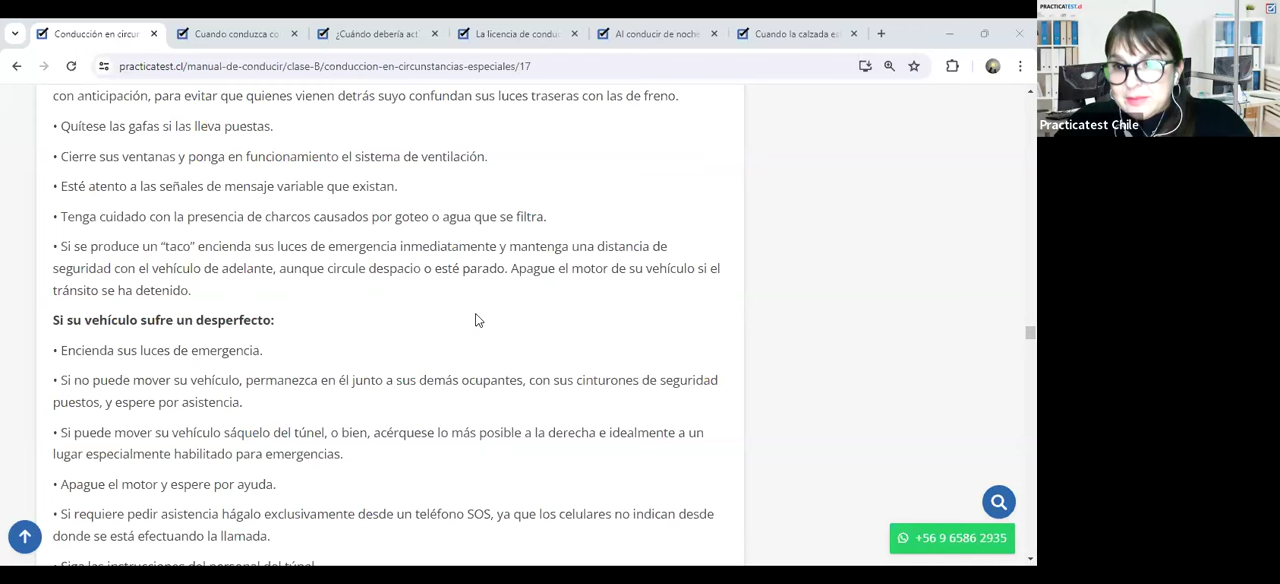 Conducción en circur
Cuando conduzca co
¿Cuándo debería act
La licencia de condu
Al conducir de noche
Cuando la calzada es
practicatest.cl/manual-de-conducir/clase-B/conduccion-en-circunstancias-especiales/17
PRACTICATEST.cl
Practicatest Chile
con anticipación, para evitar que quienes vienen detrás suyo confundan sus luces traseras con las de freno.
• Quítese las gafas si las lleva puestas.
• Cierre sus ventanas y ponga en funcionamiento el sistema de ventilación.
• Esté atento a las señales de mensaje variable que existan.
• Tenga cuidado con la presencia de charcos causados por goteo o agua que se filtra.
• Si se produce un “taco” encienda sus luces de emergencia inmediatamente y mantenga una distancia de
seguridad con el vehículo de adelante, aunque circule despacio o esté parado. Apague el motor de su vehículo si el
tránsito se ha detenido.
Si su vehículo sufre un desperfecto:
• Encienda sus luces de emergencia.
• Si no puede mover su vehículo, permanezca en él junto a sus demás ocupantes, con sus cinturones de seguridad
puestos, y espere por asistencia.
• Si puede mover su vehículo sáquelo del túnel, o bien, acérquese lo más posible a la derecha e idealmente a un
lugar especialmente habilitado para emergencias.
• Apague el motor y espere por ayuda.
• Si requiere pedir asistencia hágalo exclusivamente desde un teléfono SOS, ya que los celulares no indican desde
donde se está efectuando la llamada.
• Siga las instrucciones del personal del túnel.
+56 9 6586 2935